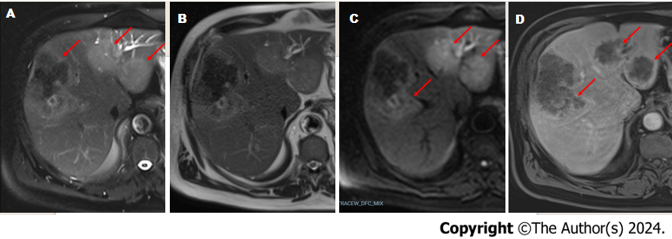 A B C D
TRACEW_DFC_MIX
Copyright ©The Author(s) 2024.